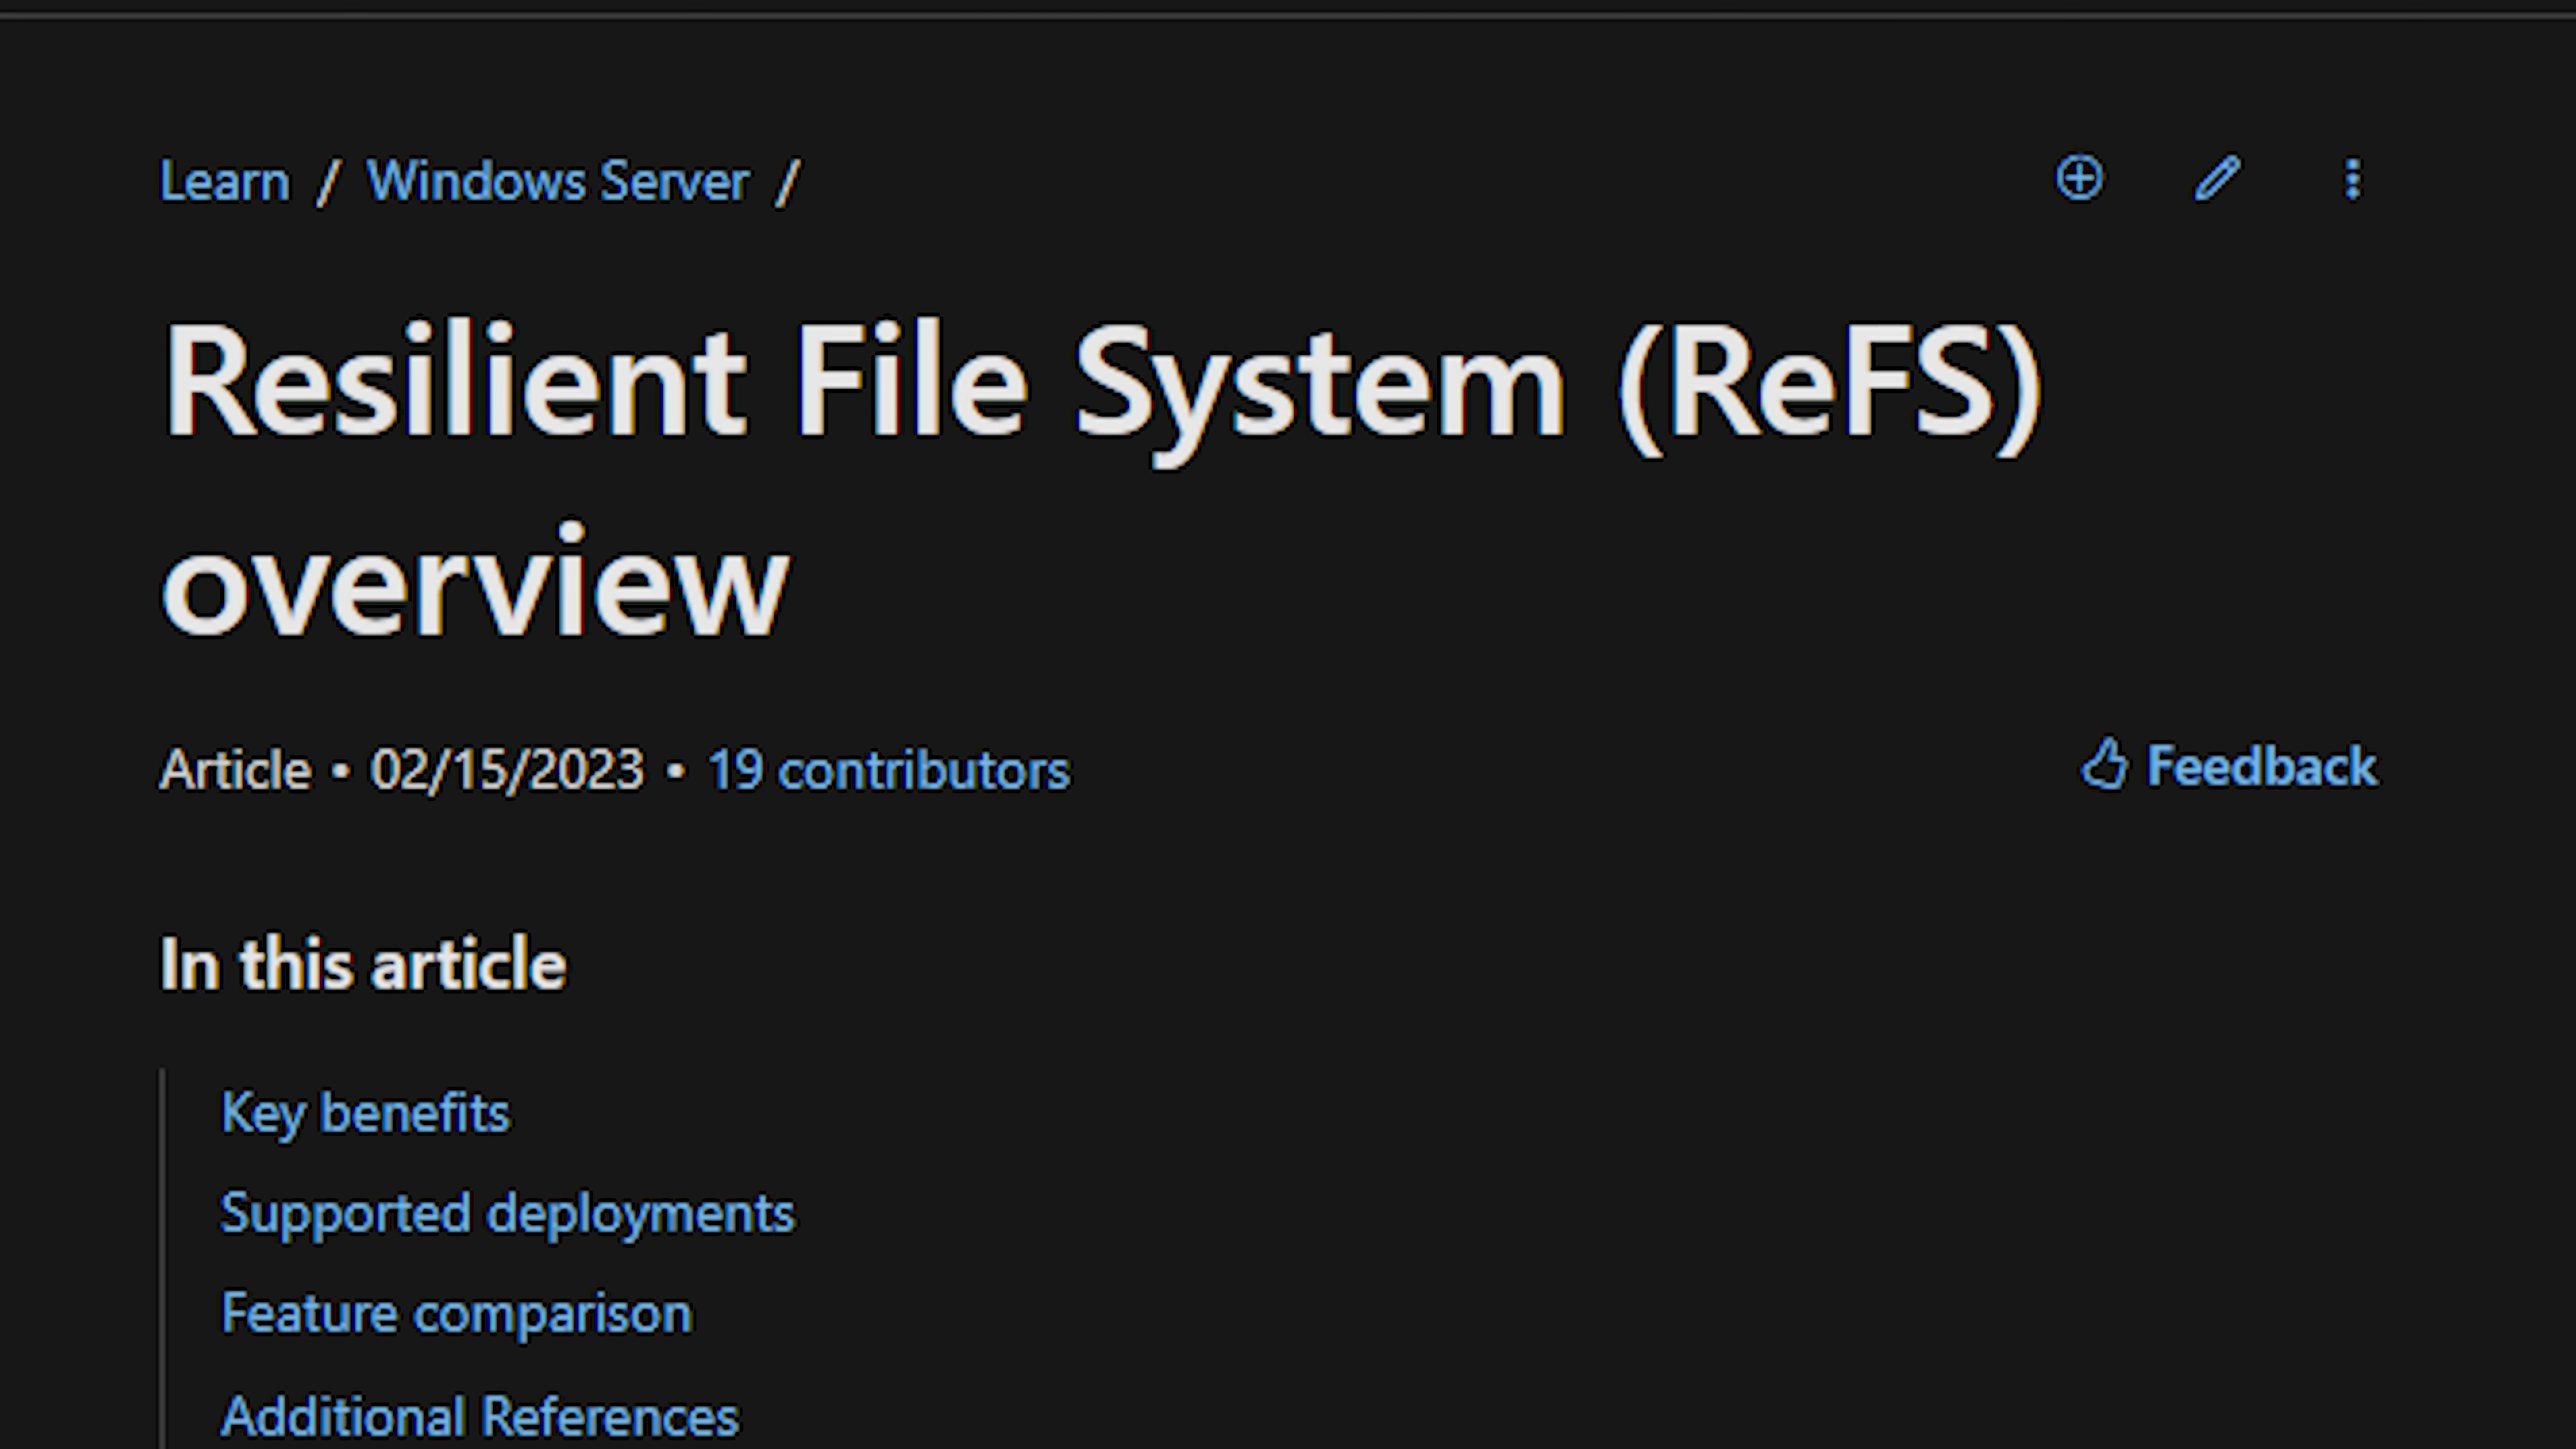 Learn / Windows Server /
Resilient File System (ReFS)
overview
Article • 02/15/2023 • 19 contributors
Feedback
In this article
Key benefits
Supported deployments
Feature comparison
Additional References